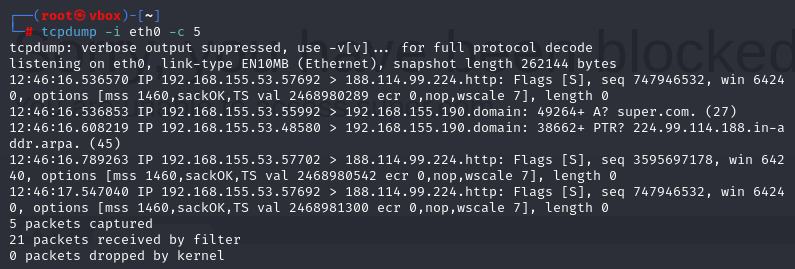 ┌──(root㉿vbox)-[~]
└─# tcpdump -i eth0 -c 5
tcpdump: verbose output suppressed, use -v[v]... for full protocol decode
listening on eth0, link-type EN10MB (Ethernet), snapshot length 262144 bytes
12:46:16.536570 IP 192.168.155.53.57692 > 188.114.99.224.http: Flags [S], seq 747946532, win 6424
0, options [mss 1460,sackOK,TS val 2468980289 ecr 0,nop,wscale 7], length 0
12:46:16.536853 IP 192.168.155.53.55992 > 192.168.155.190.domain: 49264+ A? super.com. (27)
12:46:16.608219 IP 192.168.155.53.48580 > 192.168.155.190.domain: 38662+ PTR? 224.99.114.188.in-a
ddr.arpa. (45)
12:46:16.789263 IP 192.168.155.53.57702 > 188.114.99.224.http: Flags [S], seq 3595697178, win 642
40, options [mss 1460,sackOK,TS val 2468980542 ecr 0,nop,wscale 7], length 0
12:46:17.547040 IP 192.168.155.53.57692 > 188.114.99.224.http: Flags [S], seq 747946532, win 6424
0, options [mss 1460,sackOK,TS val 2468981300 ecr 0,nop,wscale 7], length 0
5 packets captured
21 packets received by filter
0 packets dropped by kernel